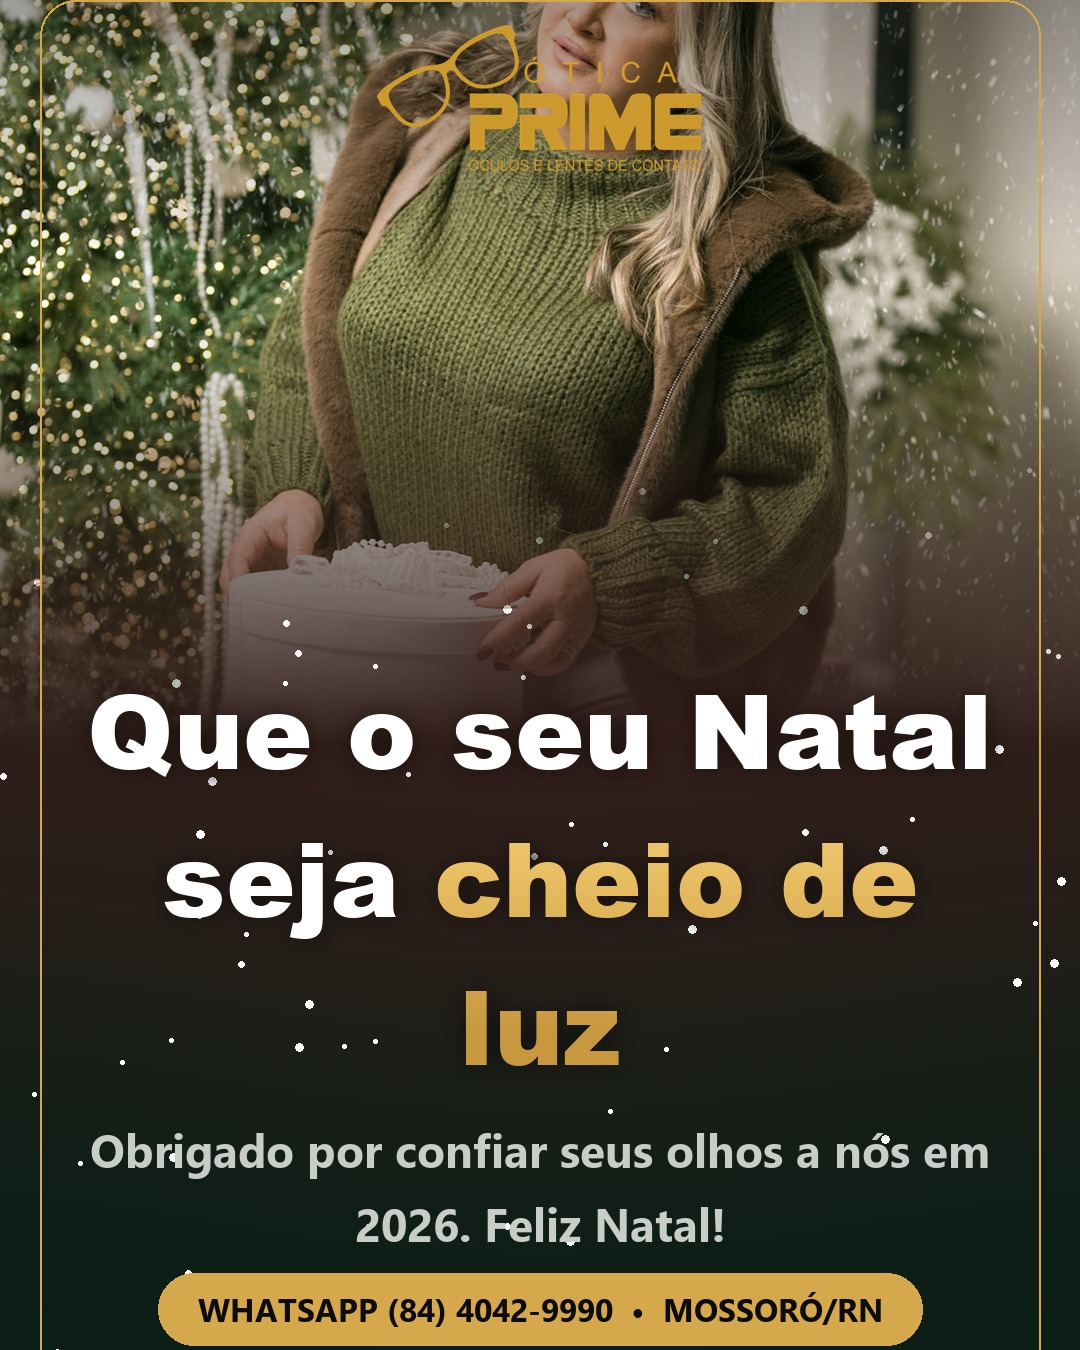 ÓTICA
PRIME
ÓCULOS E LENTES DE CONTATO
Que o seu Natal
seja cheio de
luz
Obrigado por confiar seus olhos a nós em
2026. Feliz Natal!
WHATSAPP (84) 4042-9990 • MOSSORÓ/RN